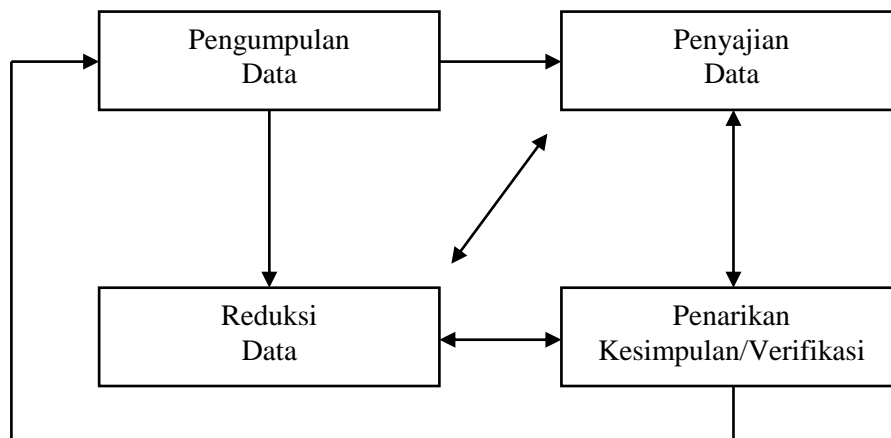 Pengumpulan
Data
Penyajian
Data
Reduksi
Data
Penarikan
Kesimpulan/Verifikasi